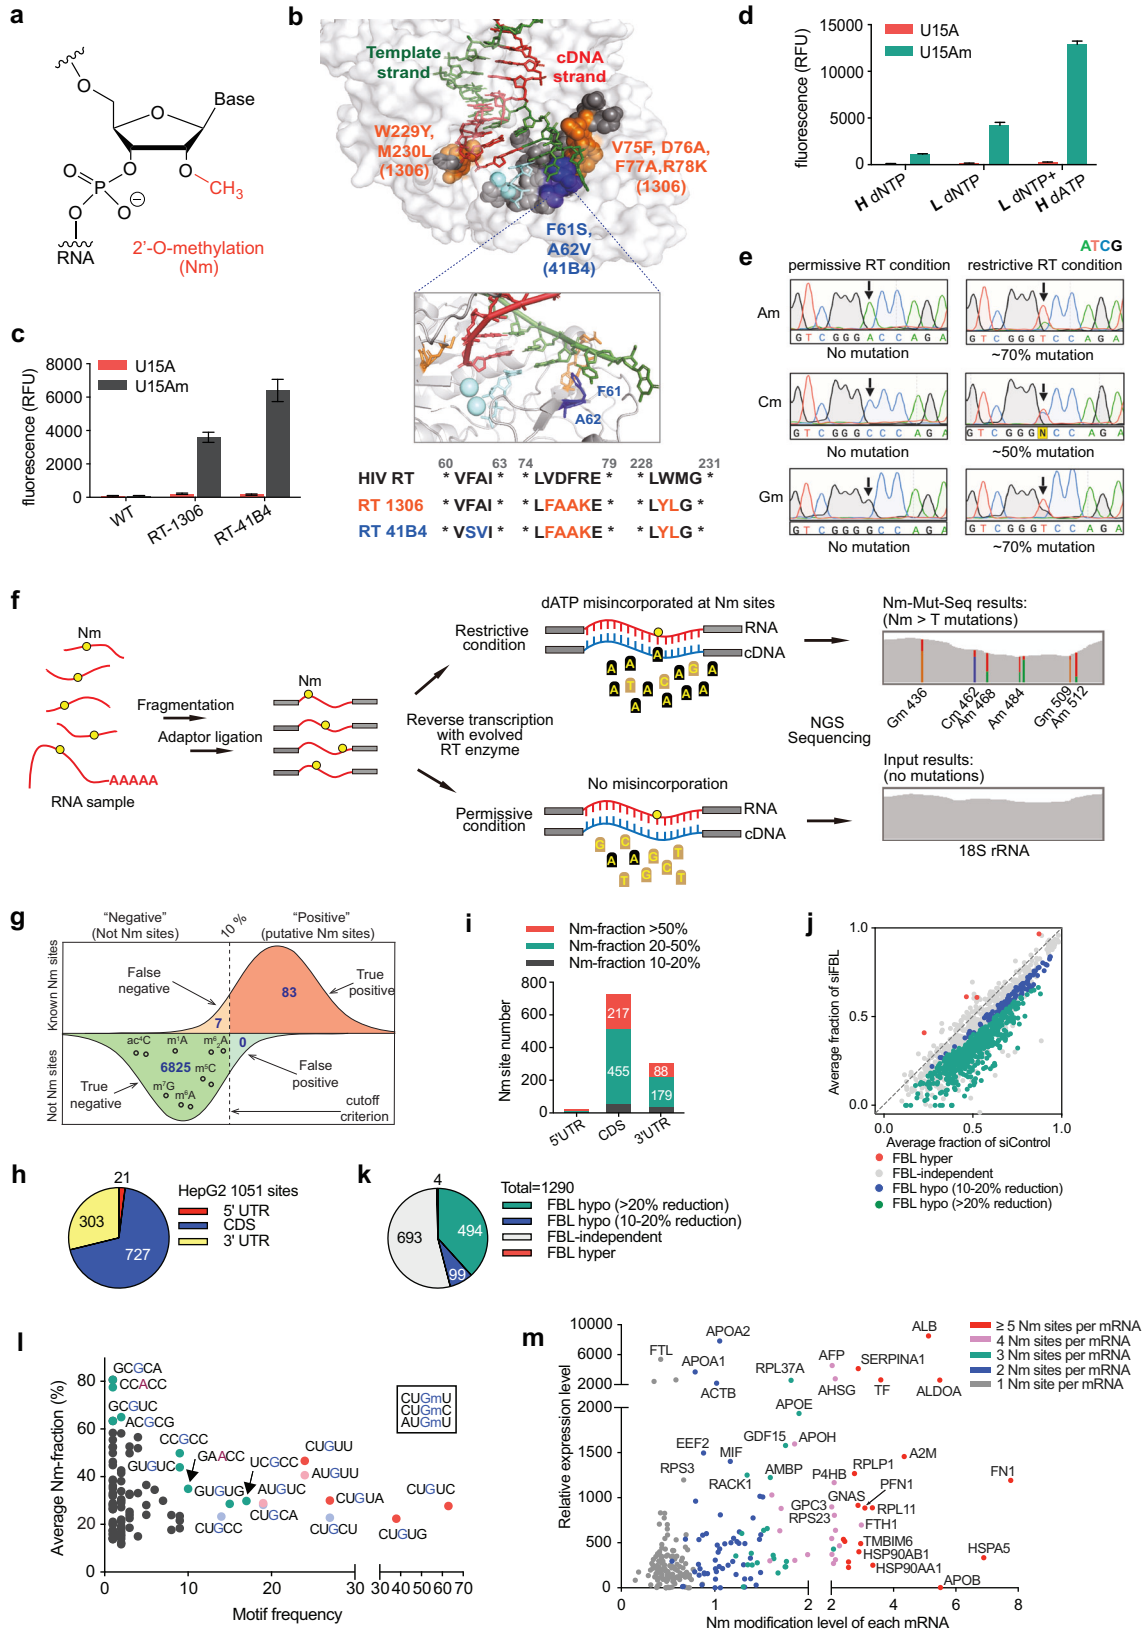 a
Base
O
O
O
CH3
P
O
O
RNA
2'-O-methylation
(Nm)
b
Template
strand
cDNA
strand
W229Y,
M230L
(1306)
V75F, D76A,
F77A,R78K
(1306)
F61S,
A62V
(41B4)
F61
A62
60 63 74 79 228 231
HIV RT * VFAI * * LVDFRE * * LWMG *
RT 1306 * VFAI * * LFAAKE * * LYLG *
RT 41B4 * VSVI * * LFAAKE * * LYLG *
c
U15A
U15Am
fluorescence (RFU)
8000
6000
4000
2000
0
WT
RT-1306
RT-41B4
d
U15A
U15Am
fluorescence (RFU)
15000
10000
5000
0
H dNTP
L dNTP
L dNTP+
H dATP
e
ATCG
permissive RT condition
restrictive RT condition
Am
G T C G G G A C C A G A
G T C G G G T C C A G A
No mutation
~70% mutation
Cm
G T C G G G C C C A G A
G T C G G G N C C A G A
No mutation
~50% mutation
Gm
G T C G G G G C C A G A
G T C G G G T C C A G A
No mutation
~70% mutation
f
Nm
AAAAA
RNA sample
Fragmentation
Adaptor ligation
Nm
Restrictive
condition
Reverse transcription
with evolved
RT enzyme
Permissive
condition
dATP misincorporated at Nm sites
RNA
cDNA
A
A A C A G A
A T A A A A
A
No misincorporation
RNA
cDNA
G C A G T
A A C T
T G T
NGS
Sequencing
Nm-Mut-Seq results:
(Nm > T mutations)
Gm 436
Cm 462
Am 468
Am 484
Gm 509
Am 512
Input results:
(no mutations)
18S rRNA
g
"Negative"
(Not Nm sites)
10 %
"Positive"
(putative Nm sites)
Known Nm sites
Not Nm sites
False
negative
True
positive
83
7
0
ac4C
m1A
m6 2A
6825
m5C
m7G
m6A
True
negative
False
positive
cutoff
criterion
h
21
303
727
HepG2 1051 sites
5' UTR
CDS
3' UTR
i
Nm-fraction >50%
Nm-fraction 20-50%
Nm-fraction 10-20%
Nm site number
800
600
400
200
0
217
455
88
179
5'UTR
CDS
3'UTR
j
Average fraction of siFBL
1.0
0.5
0.0
0.5
1.0
Average fraction of siControl
FBL hyper
FBL-independent
FBL hypo (10-20% reduction)
FBL hypo (>20% reduction)
k
4
693
494
99
Total=1290
FBL hypo (>20% reduction)
FBL hypo (10-20% reduction)
FBL-independent
FBL hyper
l
Average Nm-fraction (%)
80
60
40
20
0
GCGCA
CCACC
GCGUC
ACGCG
CCGCC
GUGUC
GAACC
UCGCC
CUGUU
AUGUU
GUGUG
AUGUC
CUGUA
CUGUC
CUGCC
CUGCA
CUGCU
CUGUG
CUGmU
CUGmC
AUGmU
0 10 20 30 30 40 50 60 70
Motif frequency
m
Relative expression level
10000
6000
2000
2000
1500
1000
500
0
≥ 5 Nm sites per mRNA
4 Nm sites per mRNA
3 Nm sites per mRNA
2 Nm sites per mRNA
1 Nm site per mRNA
FTL
APOA2
APOA1
ACTB
RPL37A
AFP
AHSG
SERPINA1
TF
ALB
ALDOA
APOE
GDF15
APOH
EEF2
MIF
RPS3
RACK1
AMBP
P4HB
RPLP1
A2M
FN1
PFN1
GNAS
GPC3
RPS23
RPL11
FTH1
TMBIM6
HSP90AB1
HSP90AA1
HSPA5
APOB
0 1 2 2 4 6 8
Nm modification level of each mRNA